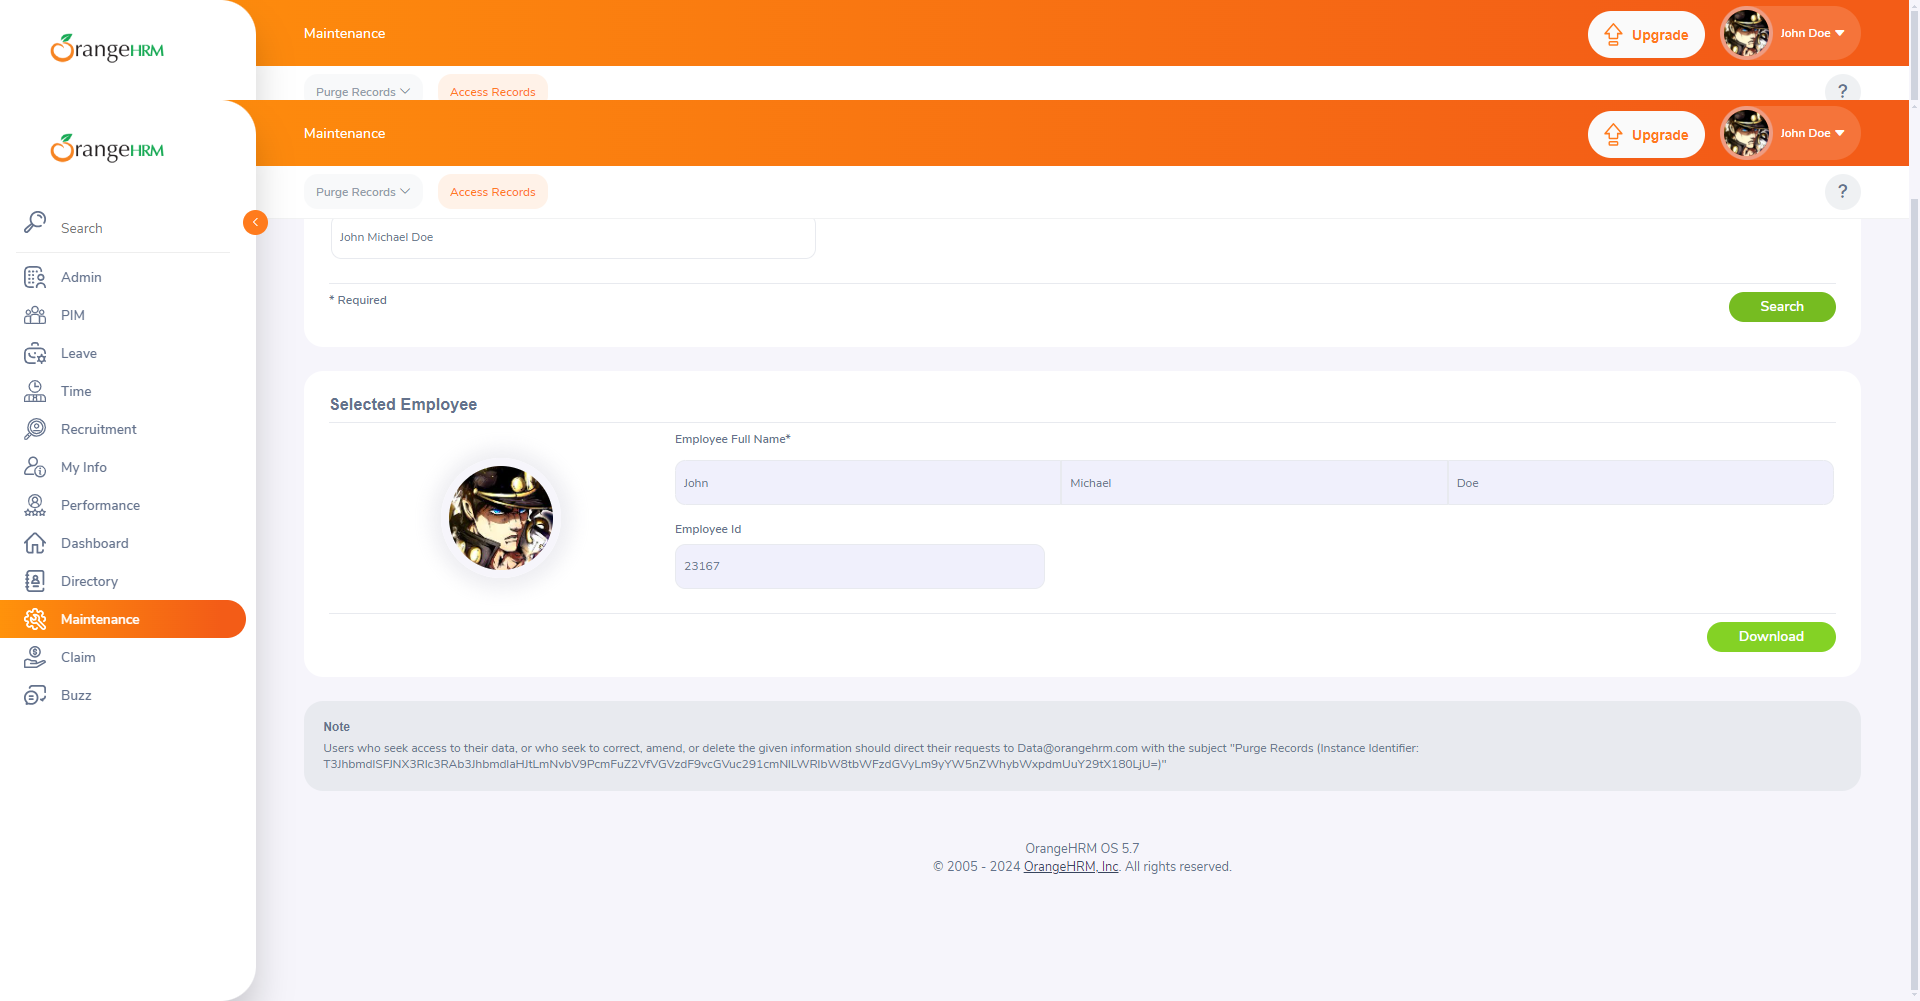 OrangeHRM
Maintenance
Upgrade
John Doe
Purge Records
Access Records
?
OrangeHRM
Maintenance
Upgrade
John Doe
Purge Records
Access Records
?
Search
Admin
PIM
Leave
Time
Recruitment
My Info
Performance
Dashboard
Directory
Maintenance
Claim
Buzz
John Michael Doe
* Required
Search
Selected Employee
Employee Full Name*
John
Michael
Doe
Employee Id
23167
Download
Note
Users who seek access to their data, or who seek to correct, amend, or delete the given information should direct their requests to Data@orangehrm.com with the subject "Purge Records (Instance Identifier:
OrangeHRM OS 5.7
© 2005 - 2024 OrangeHRM, Inc. All rights reserved.